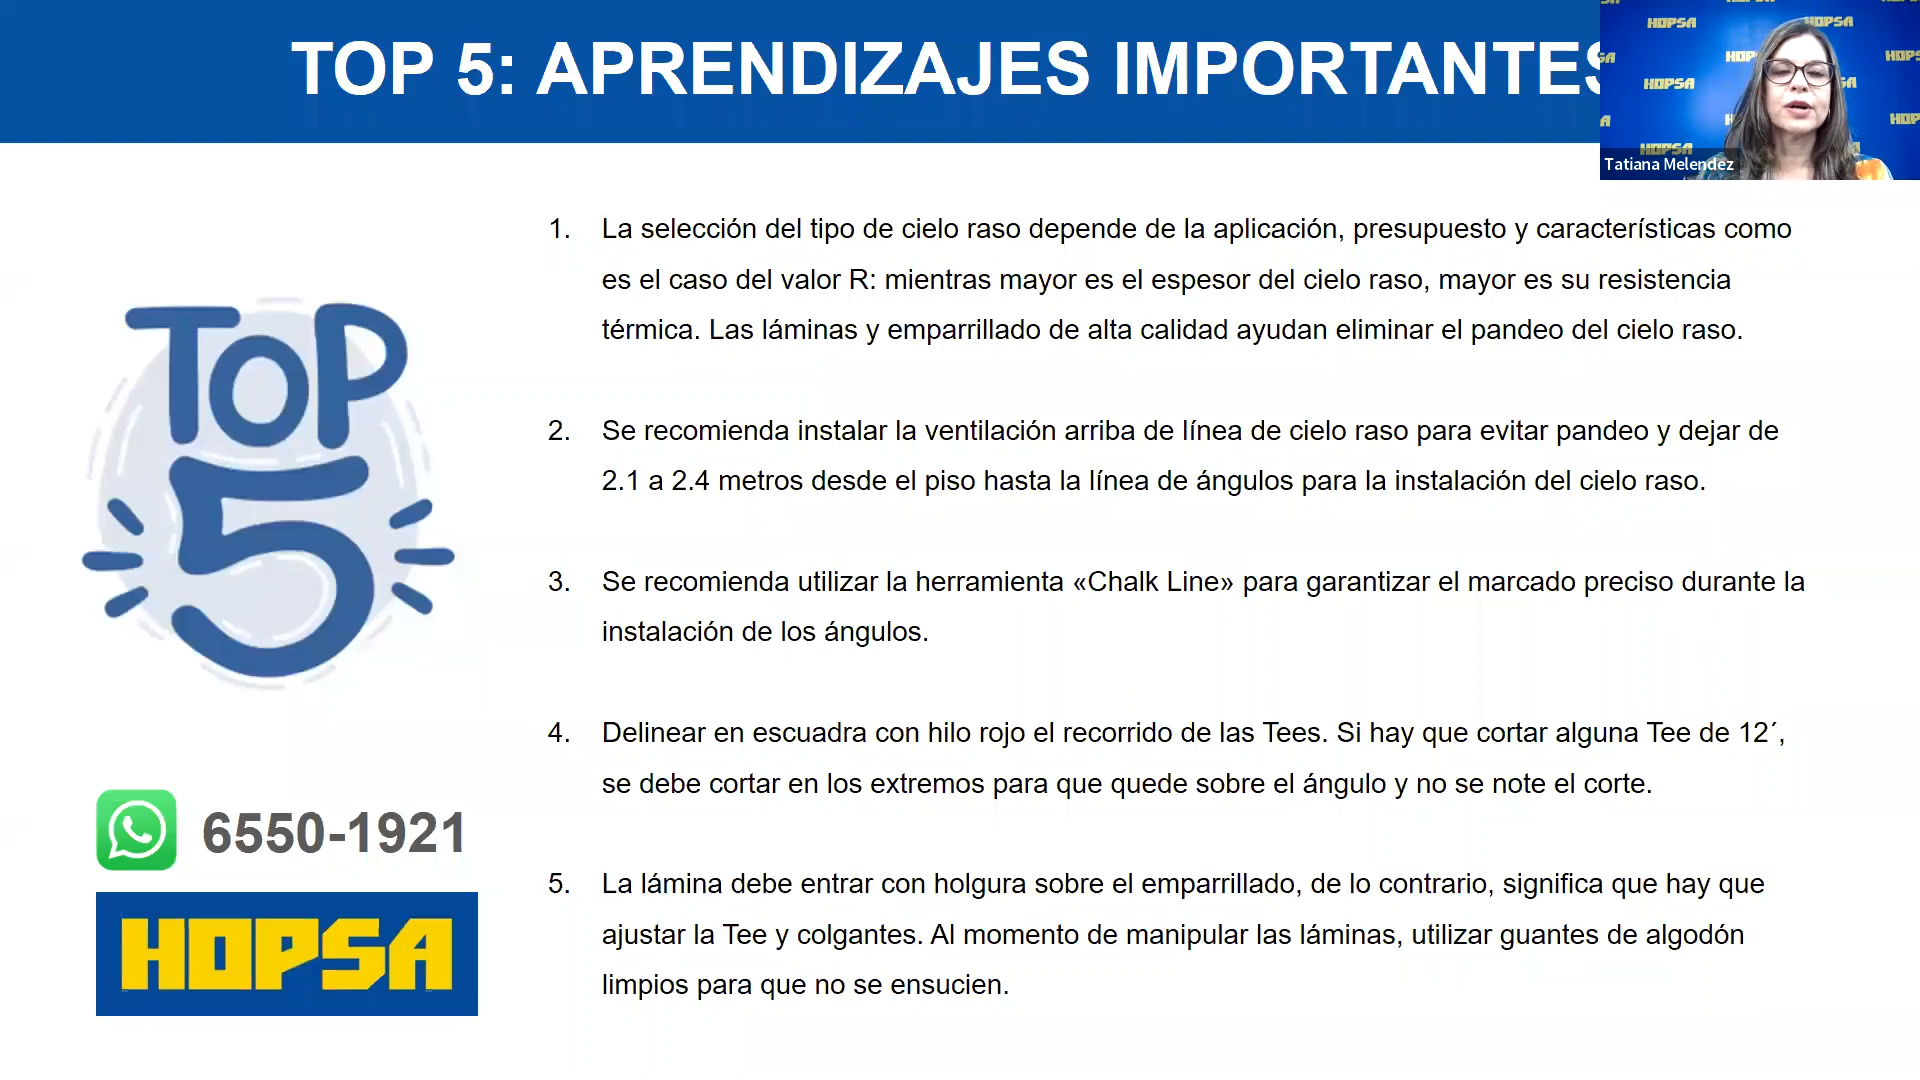 TOP 5: APRENDIZAJES IMPORTANTES
HOPSA
HOPSA
HOPSA
HOPSA
Tatiana Melendez
1. La selección del tipo de cielo raso depende de la aplicación, presupuesto y características como
es el caso del valor R: mientras mayor es el espesor del cielo raso, mayor es su resistencia
térmica. Las láminas y emparrillado de alta calidad ayudan eliminar el pandeo del cielo raso.
2. Se recomienda instalar la ventilación arriba de línea de cielo raso para evitar pandeo y dejar de
2.1 a 2.4 metros desde el piso hasta la línea de ángulos para la instalación del cielo raso.
3. Se recomienda utilizar la herramienta «Chalk Line» para garantizar el marcado preciso durante la
instalación de los ángulos.
4. Delinear en escuadra con hilo rojo el recorrido de las Tees. Si hay que cortar alguna Tee de 12´,
se debe cortar en los extremos para que quede sobre el ángulo y no se note el corte.
5. La lámina debe entrar con holgura sobre el emparrillado, de lo contrario, significa que hay que
ajustar la Tee y colgantes. Al momento de manipular las láminas, utilizar guantes de algodón
limpios para que no se ensucien.
TOP
5
6550-1921
HOPSA